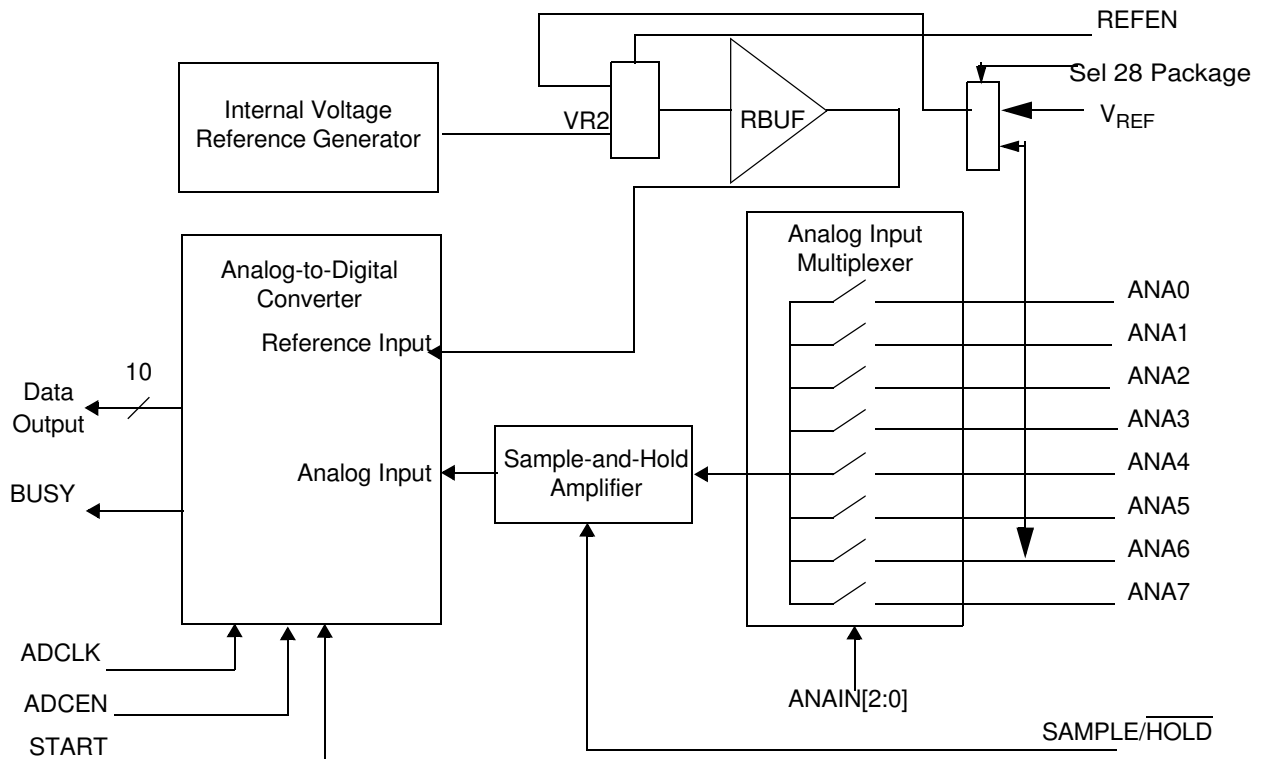 REFEN
Sel 28 Package
VREF
Internal Voltage
Reference Generator
VR2
RBUF
Analog Input
Multiplexer
Analog-to-Digital
Converter
Reference Input
ANA0
ANA1
ANA2
ANA3
ANA4
ANA5
ANA6
ANA7
10
Data
Output
Analog Input
Sample-and-Hold
Amplifier
BUSY
ADCLK
ADCEN
START
ANAIN[2:0]
SAMPLE/HOLD